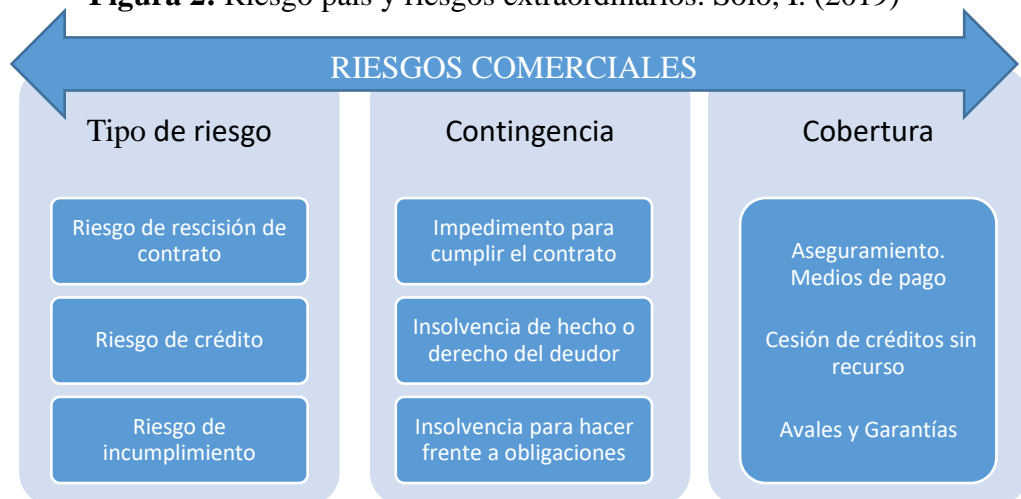 Figura 2: Riesgo país y riesgos extraordinarios. Solo, I. (2019)
RIESGOS COMERCIALES
Tipo de riesgo
Riesgo de rescisión de
contrato
Riesgo de crédito
Riesgo de
incumplimiento
Contingencia
Impedimento para
cumplir el contrato
Insolvencia de hecho o
derecho del deudor
Insolvencia para hacer
frente a obligaciones
Cobertura
Aseguramiento.
Medios de pago
Cesión de créditos sin
recurso
Avales y Garantías